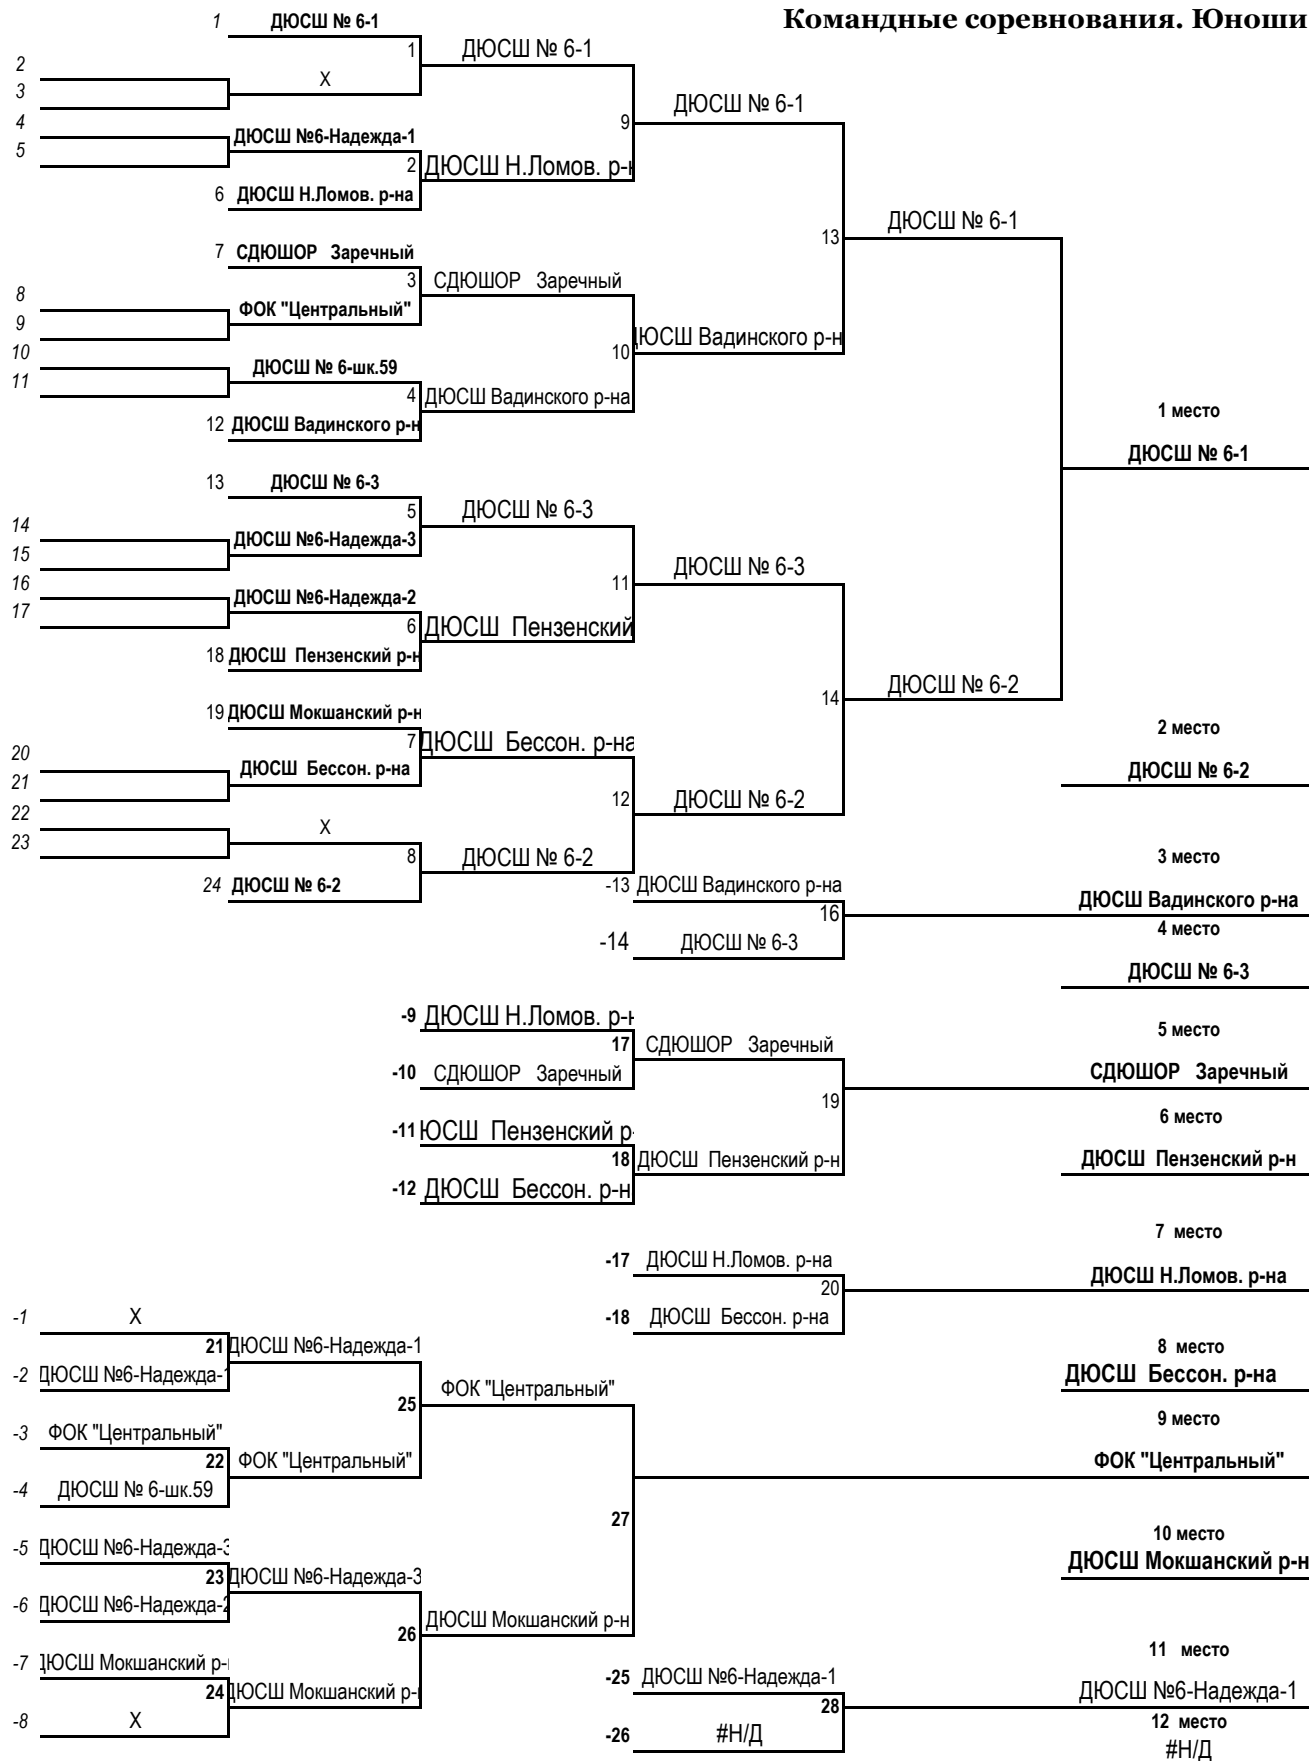 Командные соревнования. Юноши
1 ДЮСШ № 6-1
1 ДЮСШ № 6-1
2
3 X
ДЮСШ № 6-1
4 9
5 ДЮСШ №6-Надежда-1
2 ДЮСШ Н.Ломов. р-н
6 ДЮСШ Н.Ломов. р-на
ДЮСШ № 6-1
13
7 СДЮШОР Заречный
3 СДЮШОР Заречный
8
9 ФОК "Центральный"
10 ДЮСШ Вадинского р-н
10
11 ДЮСШ № 6-шк.59
4 ДЮСШ Вадинского р-на
12 ДЮСШ Вадинского р-н
1 место
ДЮСШ № 6-1
13 ДЮСШ № 6-3
5 ДЮСШ № 6-3
14
15 ДЮСШ №6-Надежда-3
ДЮСШ № 6-3
16 11
17 ДЮСШ №6-Надежда-2
6 ДЮСШ Пензенский
18 ДЮСШ Пензенский р-н
ДЮСШ № 6-2
14
19 ДЮСШ Мокшанский р-н
7 ДЮСШ Бессон. р-на
2 место
20
21 ДЮСШ Бессон. р-на
ДЮСШ № 6-2
22 12 ДЮСШ № 6-2
23 X
8 ДЮСШ № 6-2
3 место
24 ДЮСШ № 6-2
-13 ДЮСШ Вадинского р-на
ДЮСШ Вадинского р-на
16
4 место
-14 ДЮСШ № 6-3
ДЮСШ № 6-3
-9 ДЮСШ Н.Ломов. р-н
5 место
17 СДЮШОР Заречный
-10 СДЮШОР Заречный
СДЮШОР Заречный
19
6 место
-11 ЮСШ Пензенский р-
18 ДЮСШ Пензенский р-н
ДЮСШ Пензенский р-н
-12 ДЮСШ Бессон. р-н
7 место
-17 ДЮСШ Н.Ломов. р-на
20 ДЮСШ Н.Ломов. р-на
-18 ДЮСШ Бессон. р-на
-1 X
21 ДЮСШ №6-Надежда-1
8 место
-2 ДЮСШ №6-Надежда-1
ДЮСШ Бессон. р-на
25 ФОК "Центральный"
9 место
-3 ФОК "Центральный"
22 ФОК "Центральный"
ФОК "Центральный"
-4 ДЮСШ № 6-шк.59
27
10 место
-5 ДЮСШ №6-Надежда-3
ДЮСШ Мокшанский р-н
23 ДЮСШ №6-Надежда-3
-6 ДЮСШ №6-Надежда-2
26 ДЮСШ Мокшанский р-н
11 место
-7 ДЮСШ Мокшанский р-
-25 ДЮСШ №6-Надежда-1
24 ДЮСШ Мокшанский р-
28 ДЮСШ №6-Надежда-1
-8 X
12 место
-26 #Н/Д
#Н/Д